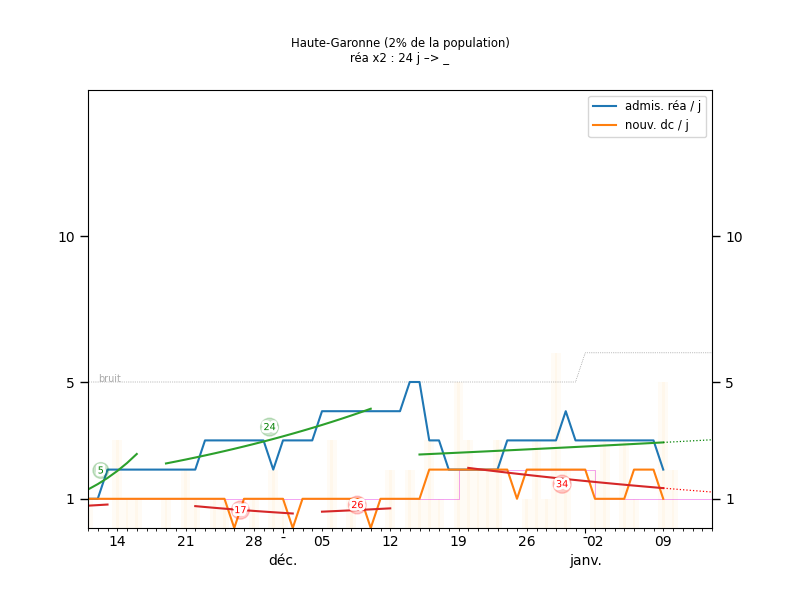 Haute-Garonne (2% de la population)
réa x2 : 24 j –> _
admis. réa / j
nouv. dc / j
10 10
bruit
5 5
24
5
34
26
17
1 1
14 21 28 - 05 12 19 26 - 02 09
déc. janv.